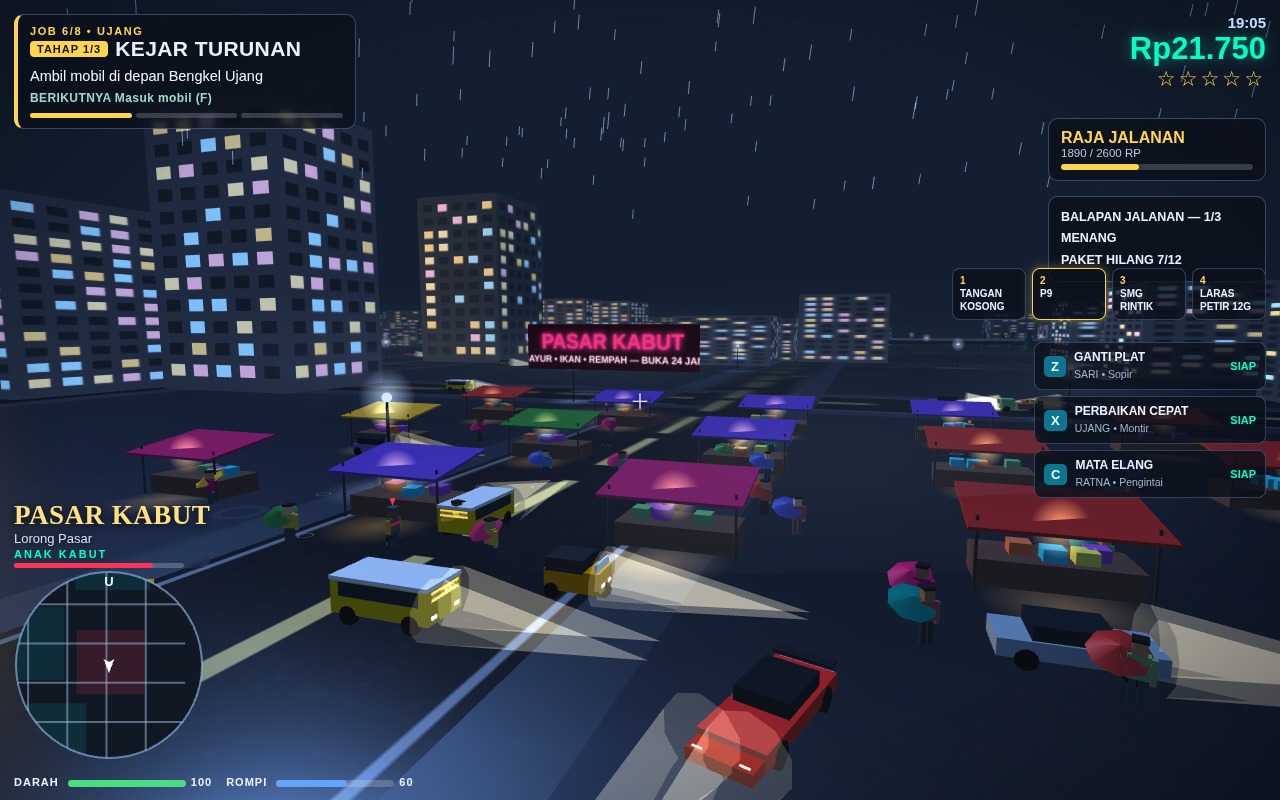 JOB 6/8 • UJANG
TAHAP 1/3 KEJAR TURUNAN
Ambil mobil di depan Bengkel Ujang
BERIKUTNYA Masuk mobil (F)
19:05
Rp21.750
RAJA JALANAN
1890 / 2600 RP
BALAPAN JALANAN — 1/3
MENANG
PAKET HILANG 7/12
1
TANGAN
KOSONG
2
P9
3
SMG
RINTIK
4
LARAS
PETIR 12G
Z
GANTI PLAT
SARI • Sopir
SIAP
X
PERBAIKAN CEPAT
UJANG • Montir
SIAP
C
MATA ELANG
RATNA • Pengintai
SIAP
PASAR KABUT
AYUR • IKAN • REMPAH — BUKA 24 JA
PASAR KABUT
Lorong Pasar
ANAK KABUT
U
DARAH 100 ROMPI 60